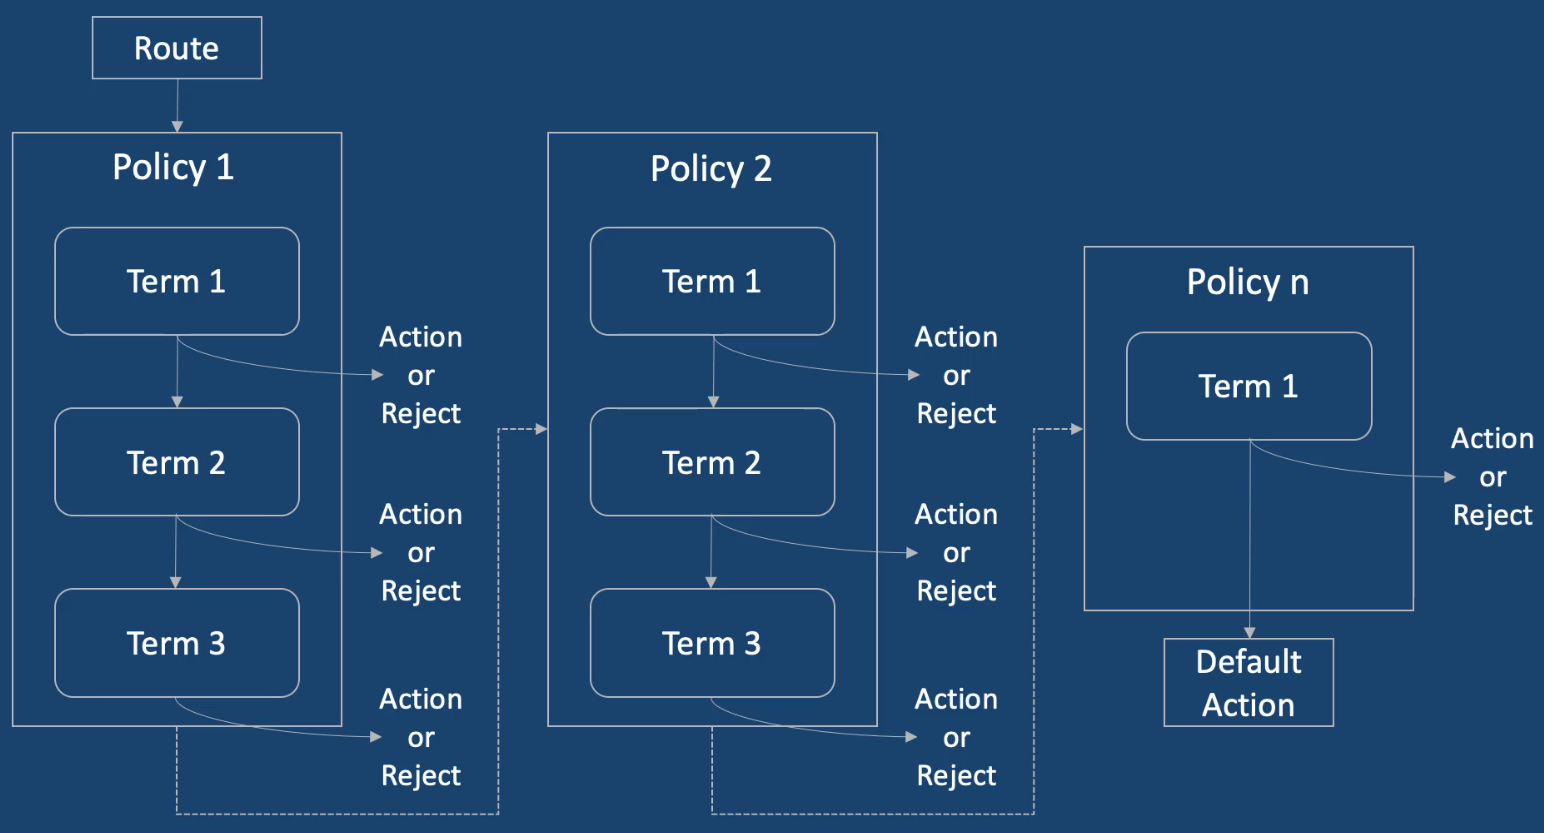 Route
Policy 1
Term 1
Action
or
Reject
Term 2
Action
or
Reject
Term 3
Action
or
Reject
Policy 2
Term 1
Action
or
Reject
Term 2
Action
or
Reject
Term 3
Action
or
Reject
Policy n
Term 1
Action
or
Reject
Default
Action